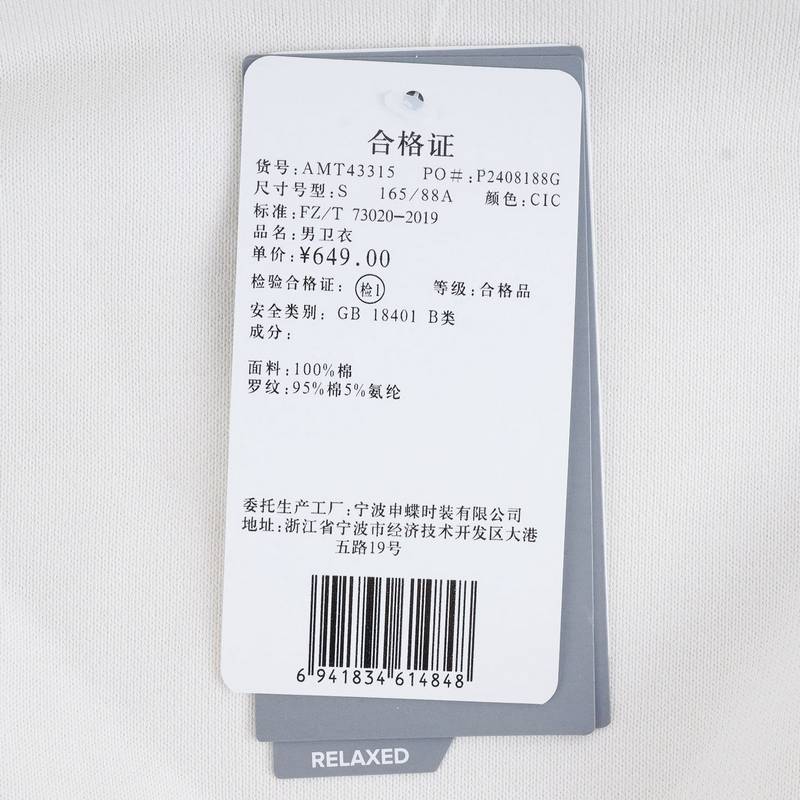 合格证
货号:AMT43315 PO#:P2408188G
尺寸号型:S 165/88A 颜色:CIC
标准:FZ/T 73020-2019
品名:男卫衣
单价:¥649.00
检验合格证: 检1 等级:合格品
安全类别: GB 18401 B类
成分:
面料:100%棉
罗纹:95%棉5%氨纶
委托生产工厂:宁波申蝶时装有限公司
地址:浙江省宁波市经济技术开发区大港
五路19号
6 941834 614848
RELAXED